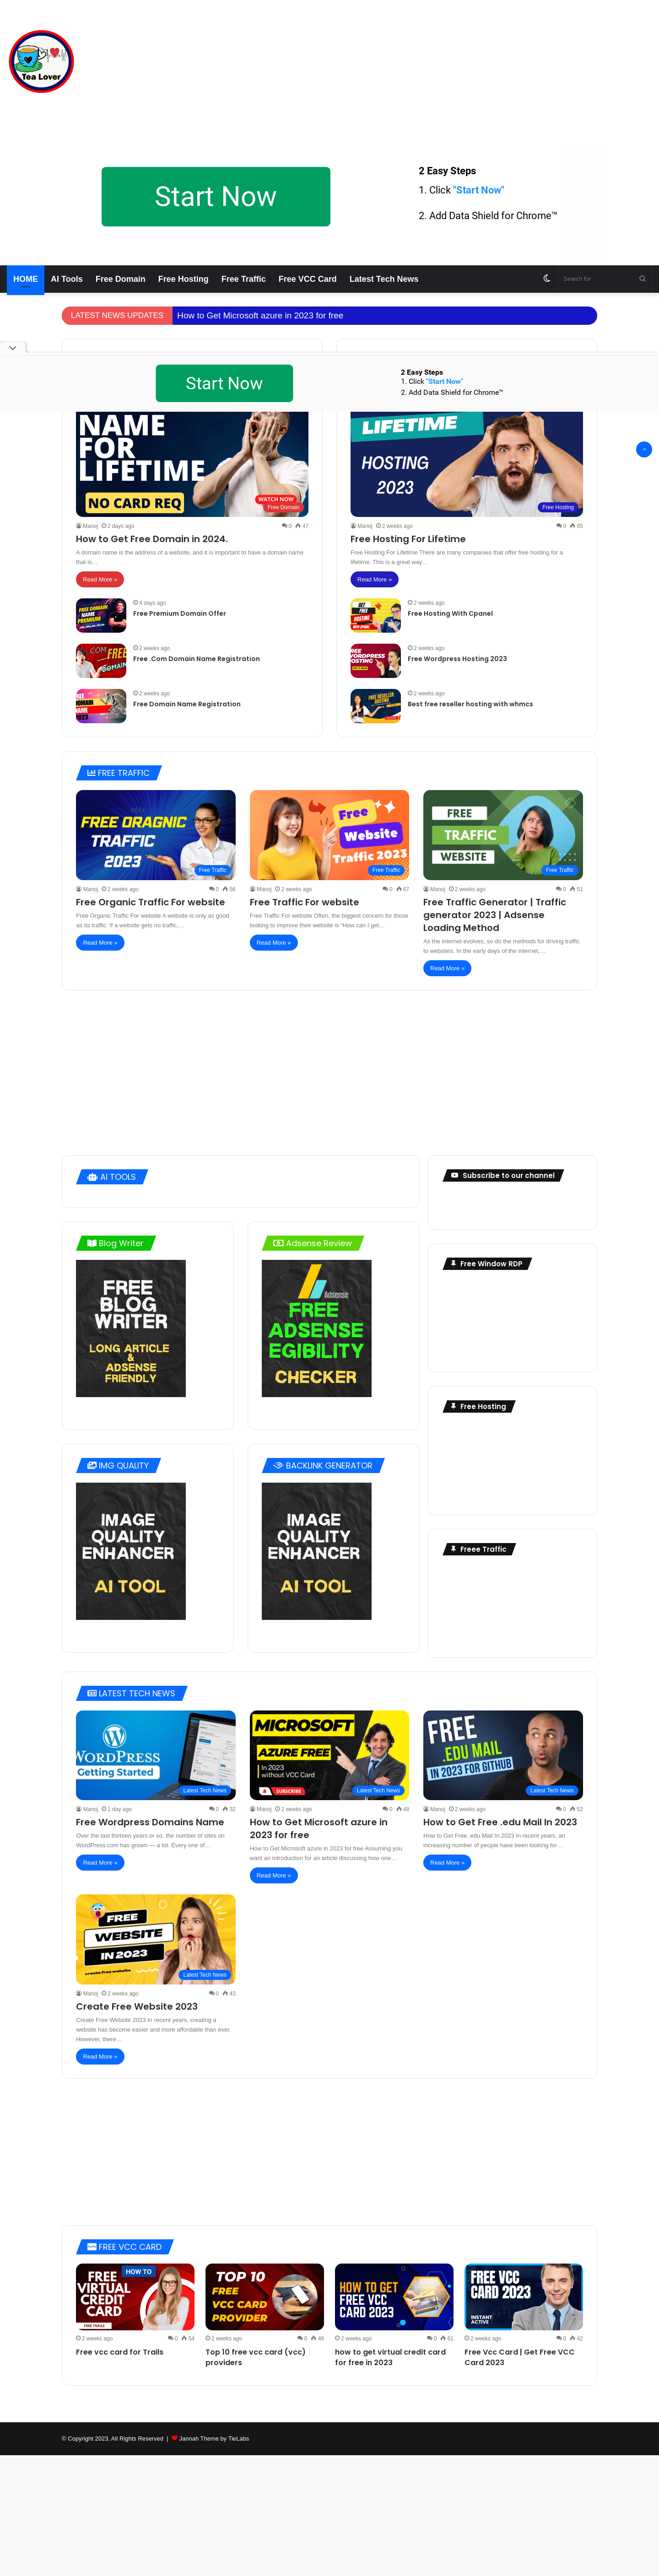 Tea Lover
Start Now
2 Easy Steps
1. Click "Start Now"
2. Add Data Shield for Chrome™
HOME
AI Tools
Free Domain
Free Hosting
Free Traffic
Free VCC Card
Latest Tech News
Search for
LATEST NEWS UPDATES
How to Get Microsoft azure in 2023 for free
Start Now
2 Easy Steps
1. Click "Start Now"
2. Add Data Shield for Chrome™
NAME
FOR
LIFETIME
NO CARD REQ
WATCH NOW
Free Domain
Manoj 2 days ago 0 47
How to Get Free Domain in 2024.
A domain name is the address of a website, and it is important to have a domain name
that is…
Read More »
4 days ago
Free Premium Domain Offer
2 weeks ago
Free .Com Domain Name Registration
2 weeks ago
Free Domain Name Registration
LIFETIME
HOSTING
2023
Free Hosting
Manoj 2 weeks ago 0 65
Free Hosting For Lifetime
Free Hosting For Lifetime There are many companies that offer free hosting for a
lifetime. This is a great way…
Read More »
2 weeks ago
Free Hosting With Cpanel
2 weeks ago
Free Wordpress Hosting 2023
2 weeks ago
Best free reseller hosting with whmcs
FREE TRAFFIC
FREE ORAGNIC
TRAFFIC
2023
Free Traffic
Manoj 2 weeks ago 0 56
Free Organic Traffic For website
Free Organic Traffic For website A website is only as good
as its traffic. If a website gets no traffic,…
Read More »
Free
Website
Traffic 2023
Free Traffic
Manoj 2 weeks ago 0 67
Free Traffic For website
Free Traffic For website Often, the biggest concern for those
looking to improve their website is "How can I get…
Read More »
FREE
TRAFFIC
WEBSITE
Free Traffic
Manoj 2 weeks ago 0 51
Free Traffic Generator | Traffic
generator 2023 | Adsense
Loading Method
As the internet evolves, so do the methods for driving traffic
to websites. In the early days of the internet,…
Read More »
AI TOOLS
Subscribe to our channel
Blog Writer
FREE
BLOG
WRITER
LONG ARTICLE
&
ADSENSE
FRIENDLY
Adsense Review
Adsense
FREE
ADSENSE
EGIBILITY
CHECKER
Free Window RDP
Free Hosting
IMG QUALITY
IMAGE
QUALITY
ENHANCER
AI TOOL
BACKLINK GENERATOR
IMAGE
QUALITY
ENHANCER
AI TOOL
Freee Traffic
LATEST TECH NEWS
WORDPRESS
Getting Started
Latest Tech News
Manoj 1 day ago 0 32
Free Wordpress Domains Name
Over the last thirteen years or so, the number of sites on
WordPress.com has grown — a lot. Every one of…
Read More »
MICROSOFT
AZURE FREE
In 2023
without VCC Card
SUBSCRIBE
Latest Tech News
Manoj 2 weeks ago 0 48
How to Get Microsoft azure in
2023 for free
How to Get Microsoft azure in 2023 for free Assuming you
want an introduction for an article discussing how one…
Read More »
FREE
.EDU MAIL
IN 2023 FOR GITHUB
Latest Tech News
Manoj 2 weeks ago 0 52
How to Get Free .edu Mail In 2023
How to Get Free .edu Mail In 2023 In recent years, an
increasing number of people have been looking for…
Read More »
FREE
WEBSITE
IN 2023
create Free website
Latest Tech News
Manoj 2 weeks ago 0 43
Create Free Website 2023
Create Free Website 2023 In recent years, creating a
website has become easier and more affordable than ever.
However, there…
Read More »
FREE VCC CARD
HOW TO
FREE
VIRTUAL
CREDIT
CARD
FREE TRAILS
2 weeks ago 0 54
Free vcc card for Trails
TOP 10
FREE
VCC CARD
PROVIDER
2 weeks ago 0 48
Top 10 free vcc card (vcc)
providers
HOW TO GET
FREE VCC
CARD 2023
2 weeks ago 0 61
how to get virtual credit card
for free in 2023
FREE VCC
CARD 2023
INSTANT
ACTIVE
2 weeks ago 0 42
Free Vcc Card | Get Free VCC
Card 2023
© Copyright 2023, All Rights Reserved | Jannah Theme by TieLabs